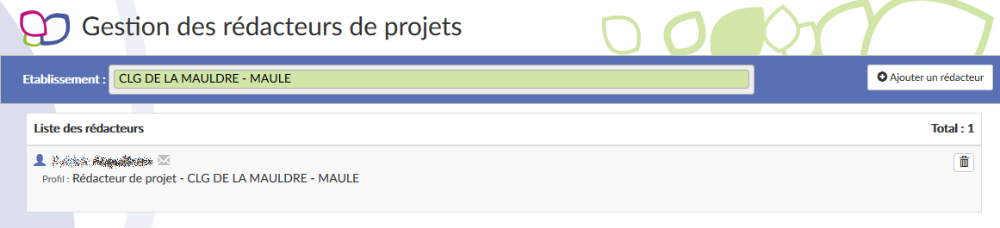 Gestion des rédacteurs de projets
Etablissement : CLG DE LA MAULDRE - MAULE
Ajouter un rédacteur
Liste des rédacteurs
Total : 1
Profil : Rédacteur de projet - CLG DE LA MAULDRE - MAULE